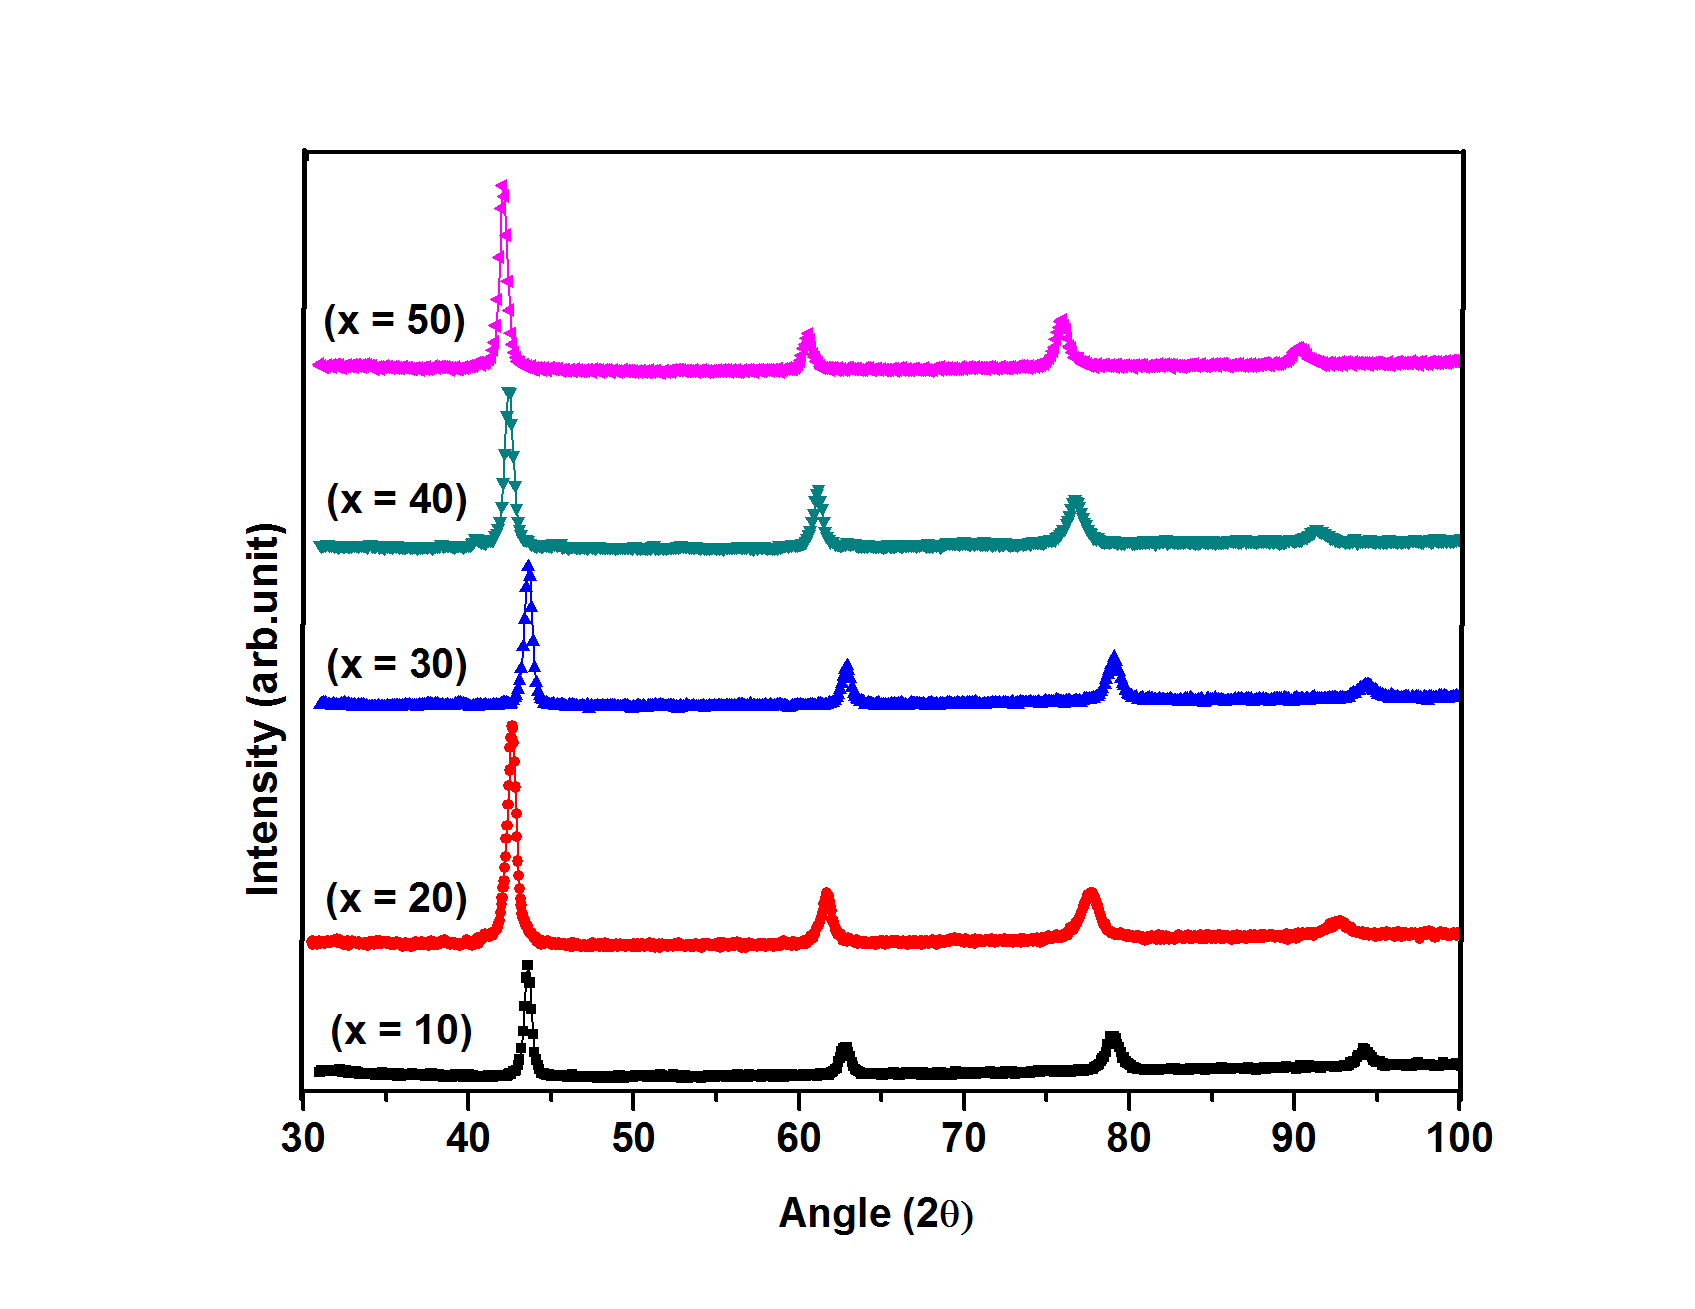 (x = 50)
(x = 40)
(x = 30)
(x = 20)
(x = 10)
Intensity (arb.unit)
30 40 50 60 70 80 90 100
Angle (2θ)